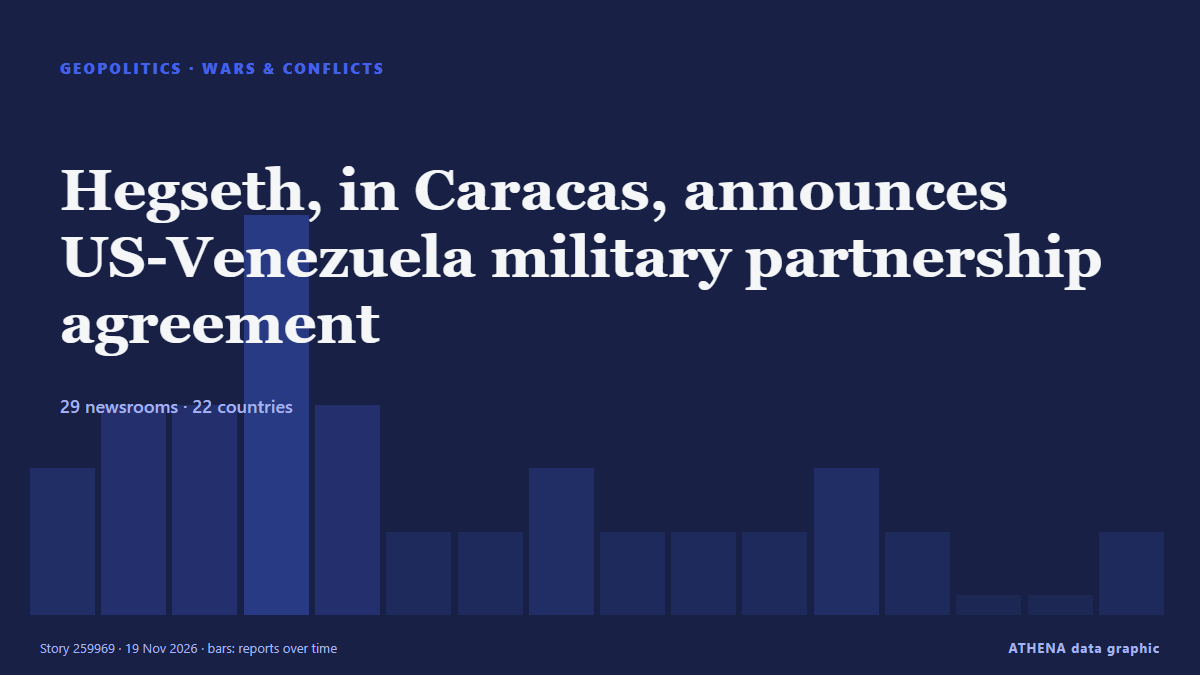 GEOPOLITICS · WARS & CONFLICTS
Hegseth, in Caracas, announces
US-Venezuela military partnership
agreement
29 newsrooms · 22 countries
Story 259969 · 19 Nov 2026 · bars: reports over time
ATHENA data graphic